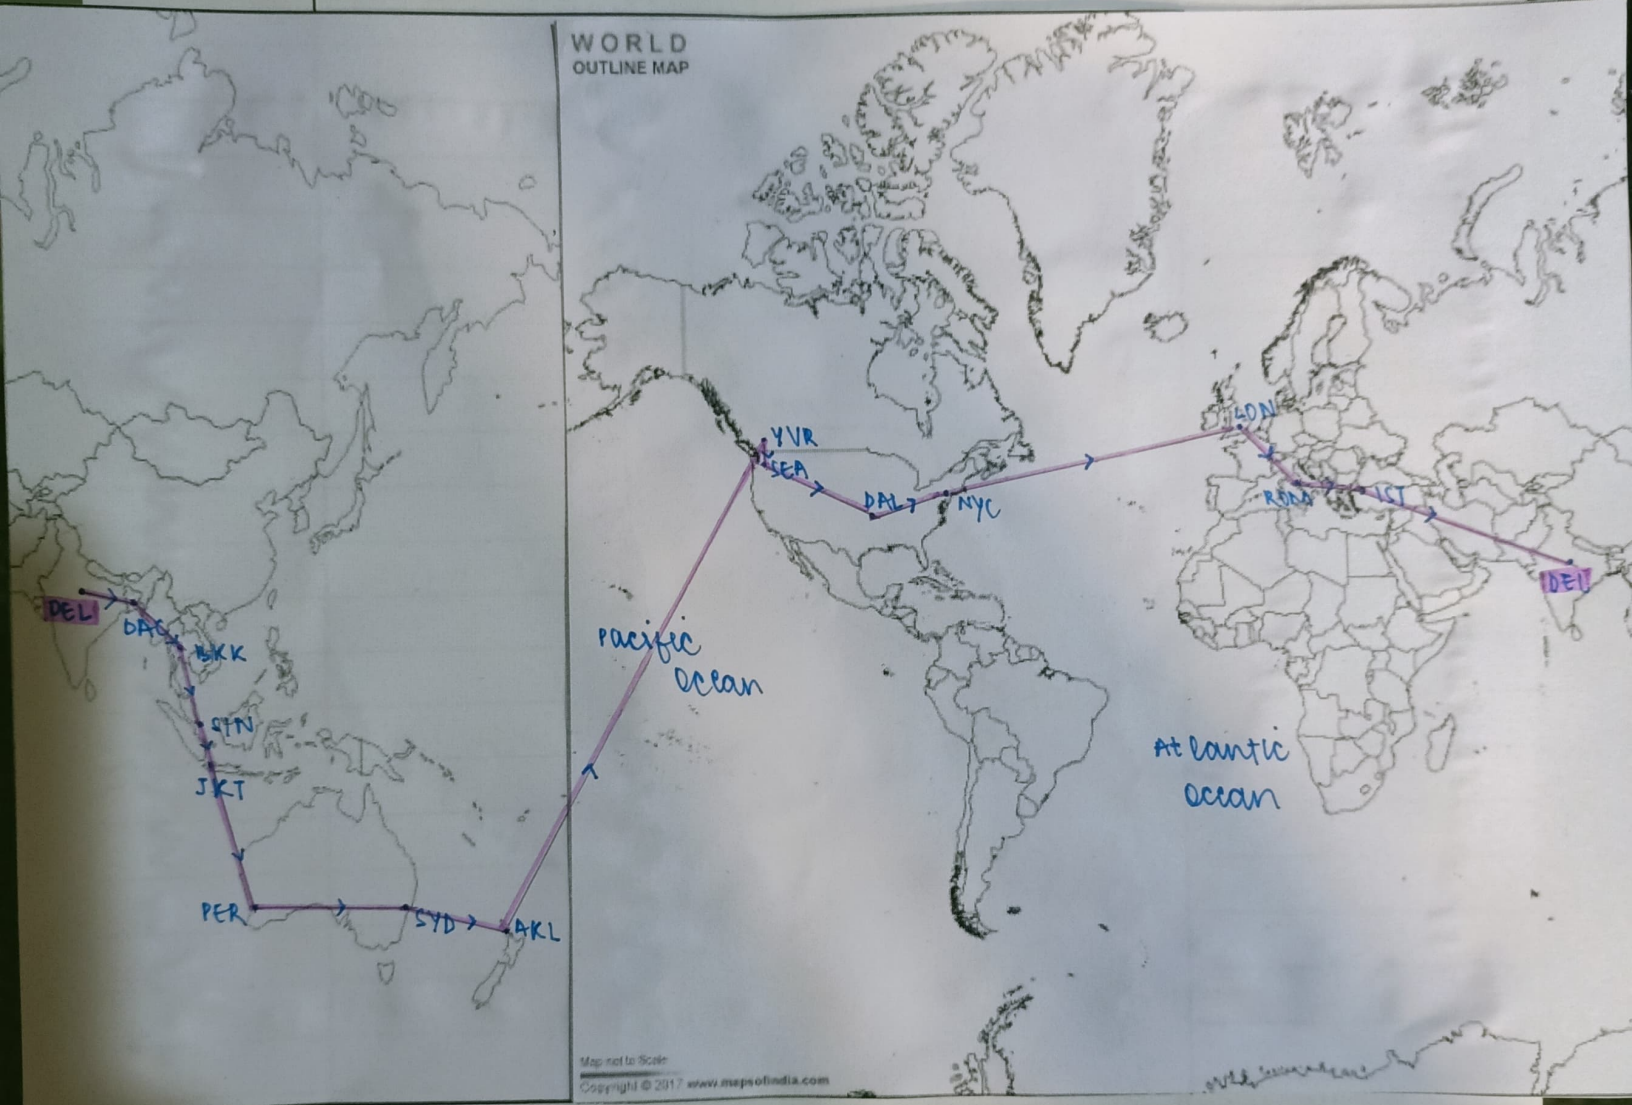 WORLD
OUTLINE MAP
YVR
SEA
DAL
NYC
LDN
ROM
IST
DEL
DEL
DAC
BKK
SIN
JKT
PER
SYD
AKL
Pacific
Ocean
Atlantic
Ocean
Map not to Scale
Copyright © 2017 www.mapsofindia.com